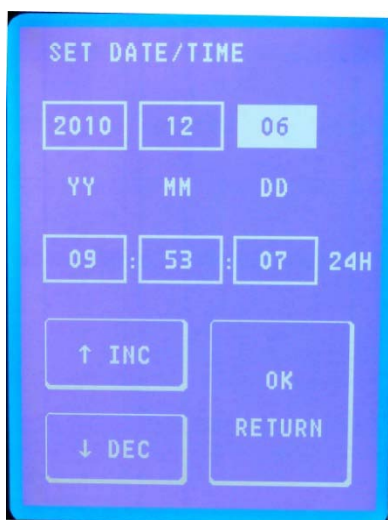 SET DATE/TIME
2010 12 06
YY MM DD
09 : 53 : 07 24H
↑ INC
↓ DEC
OK
RETURN